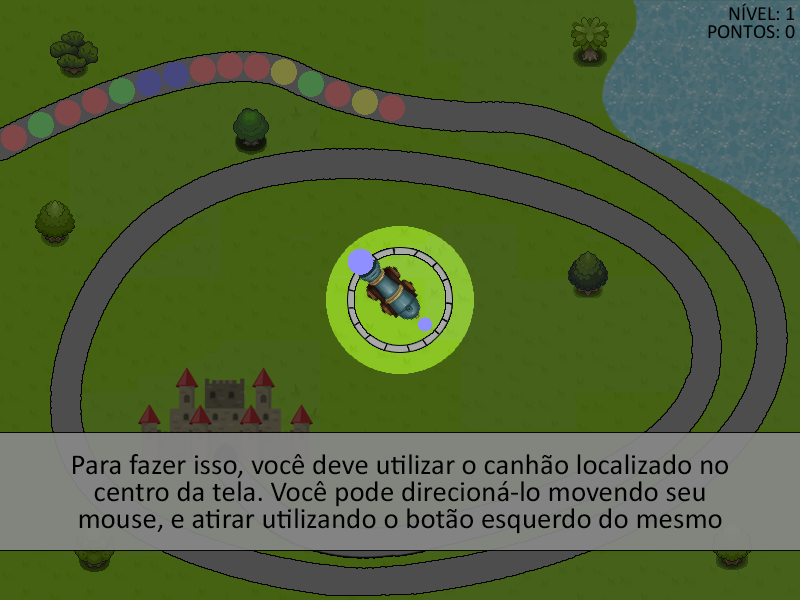 NÍVEL: 1
PONTOS: 0
Para fazer isso, você deve utilizar o canhão localizado no
centro da tela. Você pode direcioná-lo movendo seu
mouse, e atirar utilizando o botão esquerdo do mesmo